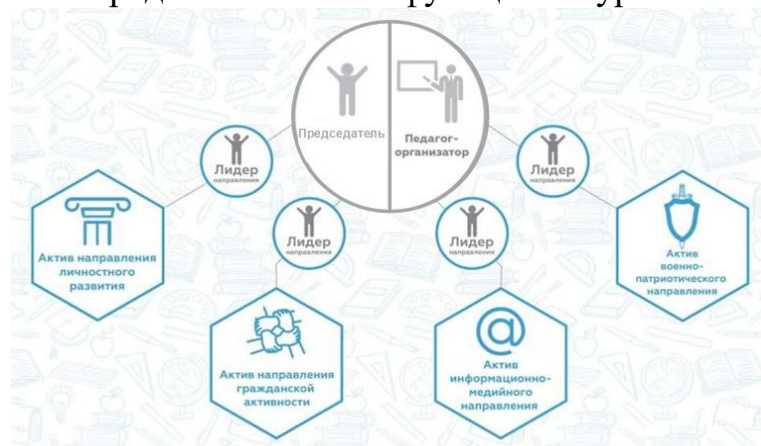 Председатель
Педагог-
организатор
Лидер
направления
Лидер
направления
Лидер
направления
Лидер
направления
Актив направления
личностного
развития
Актив
военно-
патриотического
направления
Актив направления
гражданской
активности
@
Актив
информационно-
медийного
направления